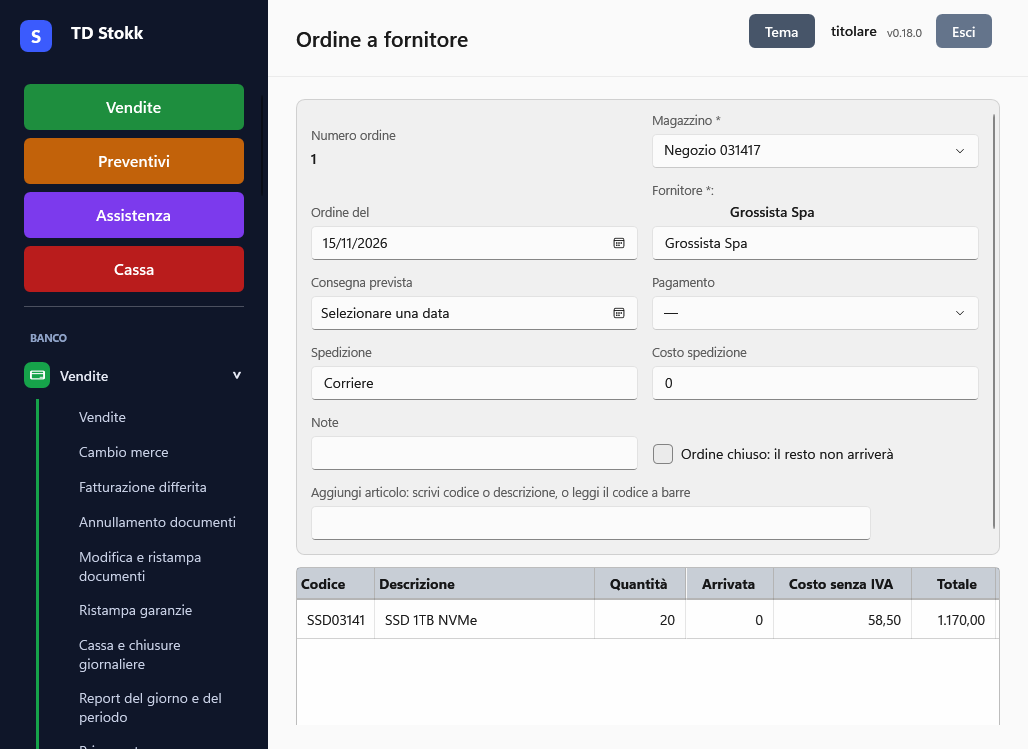 S
TD Stokk
Vendite
Preventivi
Assistenza
Cassa
BANCO
Vendite
Vendite
Cambio merce
Fatturazione differita
Annullamento documenti
Modifica e ristampa
documenti
Ristampa garanzie
Cassa e chiusure
giornaliere
Report del giorno e del
periodo
Ordine a fornitore
Tema
titolare
v0.18.0
Esci
Numero ordine
1
Magazzino *
Negozio 031417
Fornitore *:
Grossista Spa
Ordine del
15/11/2026
Grossista Spa
Consegna prevista
Selezionare una data
Pagamento
—
Spedizione
Corriere
Costo spedizione
0
Note
Ordine chiuso: il resto non arriverà
Aggiungi articolo: scrivi codice o descrizione, o leggi il codice a barre
Codice Descrizione Quantità Arrivata Costo senza IVA Totale
SSD03141 SSD 1TB NVMe 20 0 58,50 1.170,00